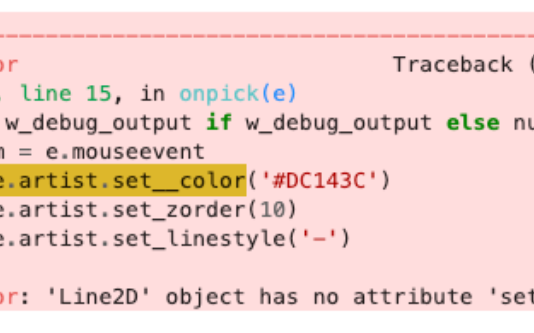 or Traceback (
, line 15, in onpick(e)
w_debug_output if w_debug_output else nu
m = e.mouseevent
e.artist.set__color('#DC143C')
e.artist.set_zorder(10)
e.artist.set_linestyle('-')
or: 'Line2D' object has no attribute 'set